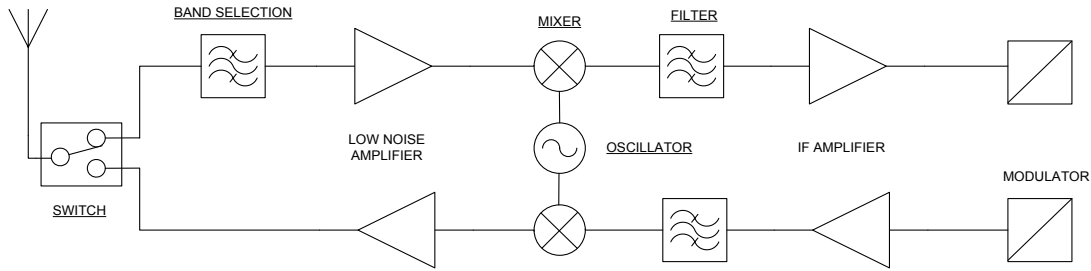 BAND SELECTION
MIXER
FILTER
LOW NOISE
AMPLIFIER
OSCILLATOR
IF AMPLIFIER
MODULATOR
SWITCH